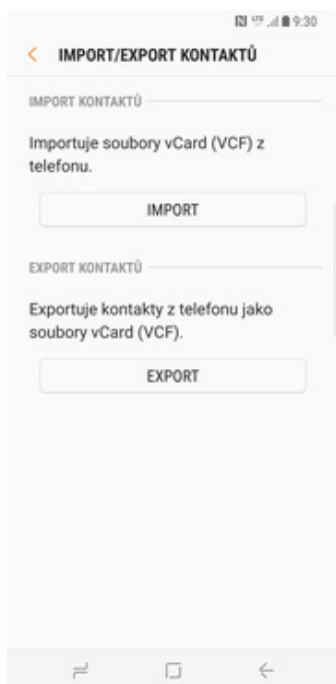 9:30
IMPORT/EXPORT KONTAKTŮ
IMPORT KONTAKTŮ
Importuje soubory vCard (VCF) z
telefonu.
IMPORT
EXPORT KONTAKTŮ
Exportuje kontakty z telefonu jako
soubory vCard (VCF).
EXPORT